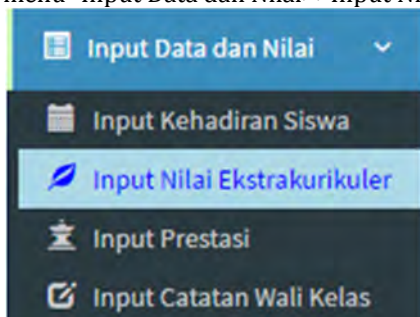 Input Data dan Nilai
Input Kehadiran Siswa
Input Nilai Ekstrakurikuler
Input Prestasi
Input Catatan Wali Kelas